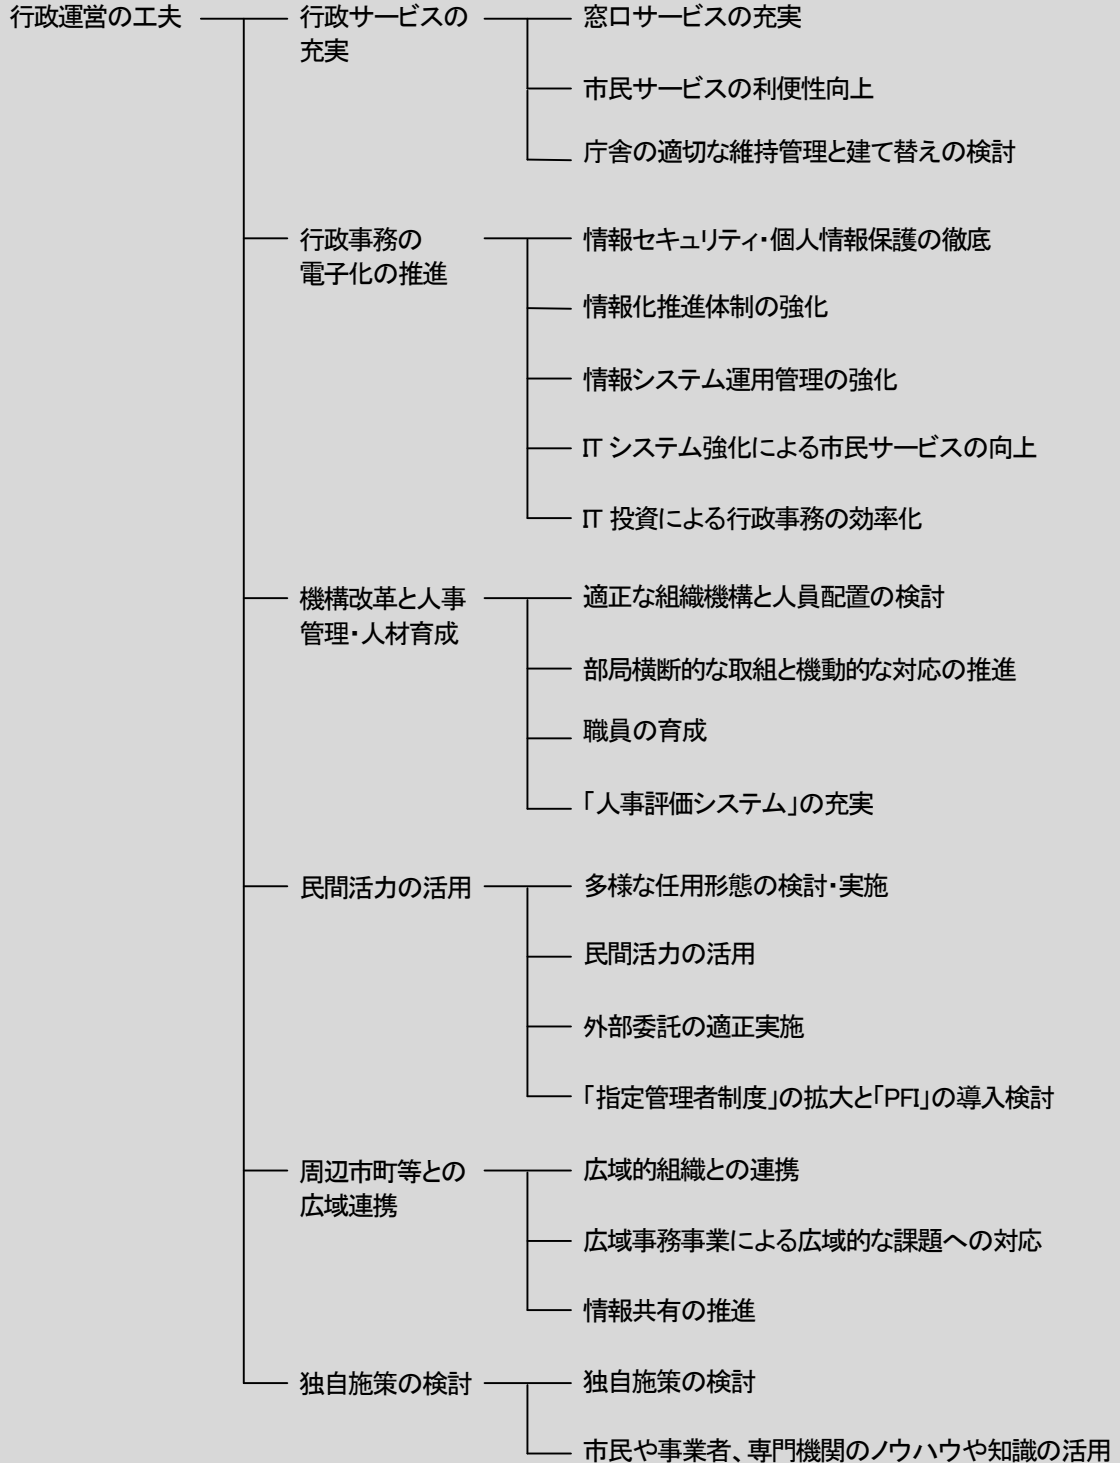 行政運営の工夫
行政サービスの
充実
窓口サービスの充実
市民サービスの利便性向上
庁舎の適切な維持管理と建て替えの検討
行政事務の
電子化の推進
情報セキュリティ・個人情報保護の徹底
情報化推進体制の強化
情報システム運用管理の強化
IT システム強化による市民サービスの向上
IT 投資による行政事務の効率化
機構改革と人事
管理・人材育成
適正な組織機構と人員配置の検討
部局横断的な取組と機動的な対応の推進
職員の育成
「人事評価システム」の充実
民間活力の活用
多様な任用形態の検討・実施
民間活力の活用
外部委託の適正実施
「指定管理者制度」の拡大と「PFI」の導入検討
周辺市町等との
広域連携
広域的組織との連携
広域事務事業による広域的な課題への対応
情報共有の推進
独自施策の検討
独自施策の検討
市民や事業者、専門機関のノウハウや知識の活用